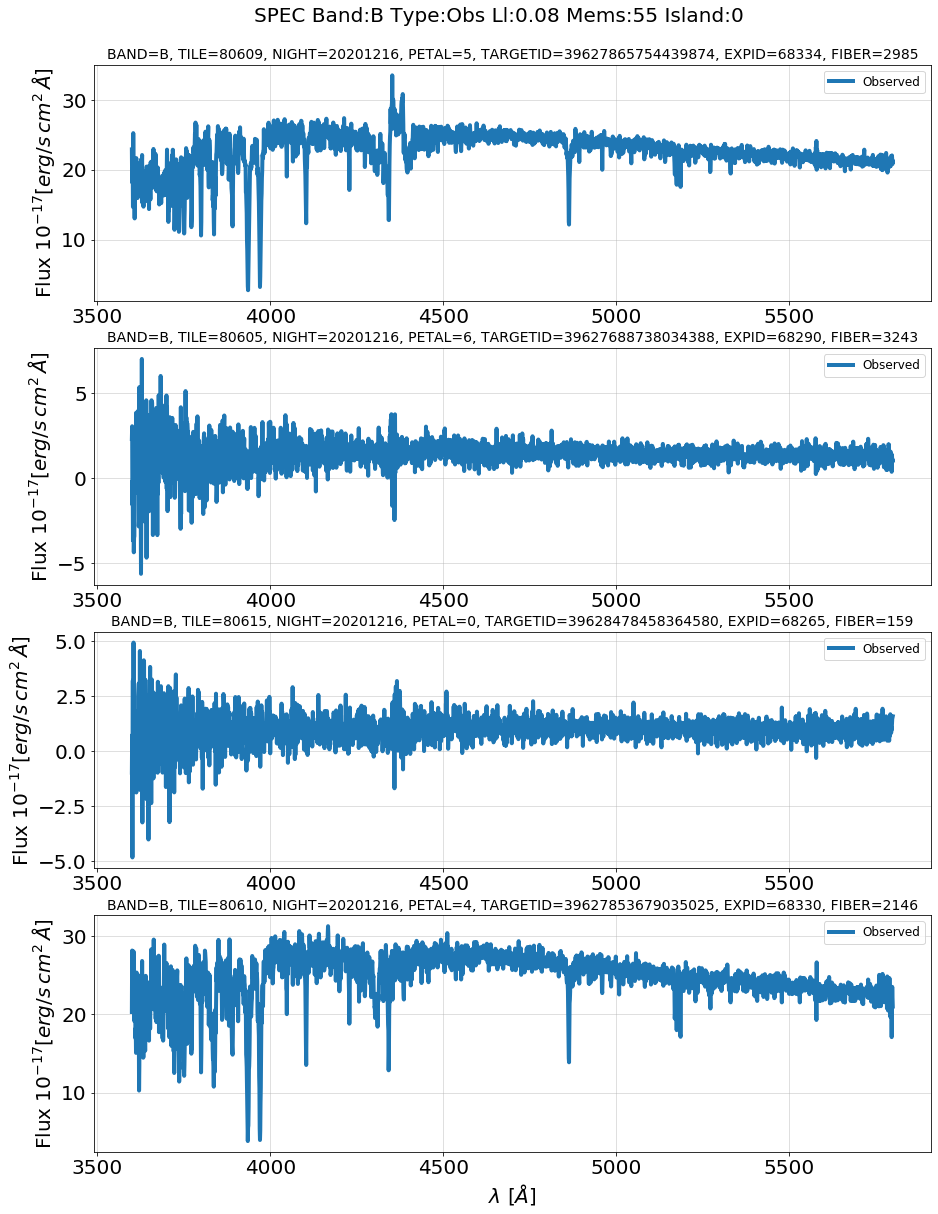 SPEC Band:B Type:Obs Ll:0.08 Mems:55 Island:0
BAND=B, TILE=80609, NIGHT=20201216, PETAL=5, TARGETID=39627865754439874, EXPID=68334, FIBER=2985
Observed
30
20
10
Flux 10^{-17}[erg/s cm^2 Å]
3500 4000 4500 5000 5500
BAND=B, TILE=80605, NIGHT=20201216, PETAL=6, TARGETID=39627688738034388, EXPID=68290, FIBER=3243
Observed
5
0
−5
Flux 10^{-17}[erg/s cm^2 Å]
3500 4000 4500 5000 5500
BAND=B, TILE=80615, NIGHT=20201216, PETAL=0, TARGETID=39628478458364580, EXPID=68265, FIBER=159
Observed
5.0
2.5
0.0
−2.5
−5.0
Flux 10^{-17}[erg/s cm^2 Å]
3500 4000 4500 5000 5500
BAND=B, TILE=80610, NIGHT=20201216, PETAL=4, TARGETID=39627853679035025, EXPID=68330, FIBER=2146
Observed
30
20
10
Flux 10^{-17}[erg/s cm^2 Å]
3500 4000 4500 5000 5500
λ [Å]